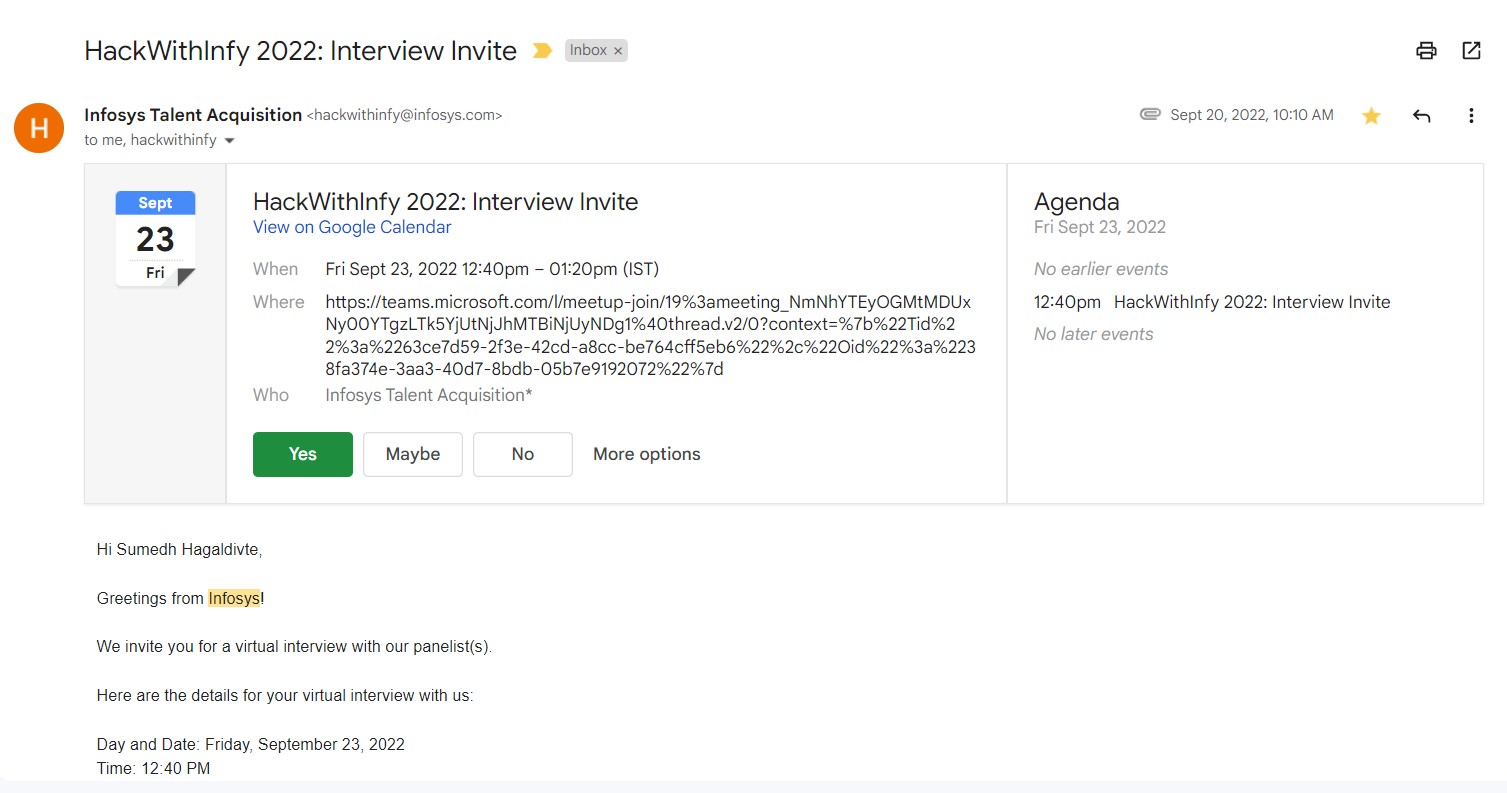 HackWithInfy 2022: Interview Invite
Inbox ×
H
Infosys Talent Acquisition <hackwithinfy@infosys.com>
Sept 20, 2022, 10:10 AM
to me, hackwithinfy
Sept
23
Fri
HackWithInfy 2022: Interview Invite
View on Google Calendar
When Fri Sept 23, 2022 12:40pm – 01:20pm (IST)
Where https://teams.microsoft.com/l/meetup-join/19%3ameeting_NmNhYTEyOGMtMDUx
Ny00YTgzLTk5YjUtNjJhMTBiNjUyNDg1%40thread.v2/0?context=%7b%22Tid%2
2%3a%2263ce7d59-2f3e-42cd-a8cc-be764cff5eb6%22%2c%22Oid%22%3a%223
8fa374e-3aa3-40d7-8bdb-05b7e9192072%22%7d
Who Infosys Talent Acquisition*
Yes Maybe No More options
Agenda
Fri Sept 23, 2022
No earlier events
12:40pm HackWithInfy 2022: Interview Invite
No later events
Hi Sumedh Hagaldivte,
Greetings from Infosys!
We invite you for a virtual interview with our panelist(s).
Here are the details for your virtual interview with us:
Day and Date: Friday, September 23, 2022
Time: 12:40 PM